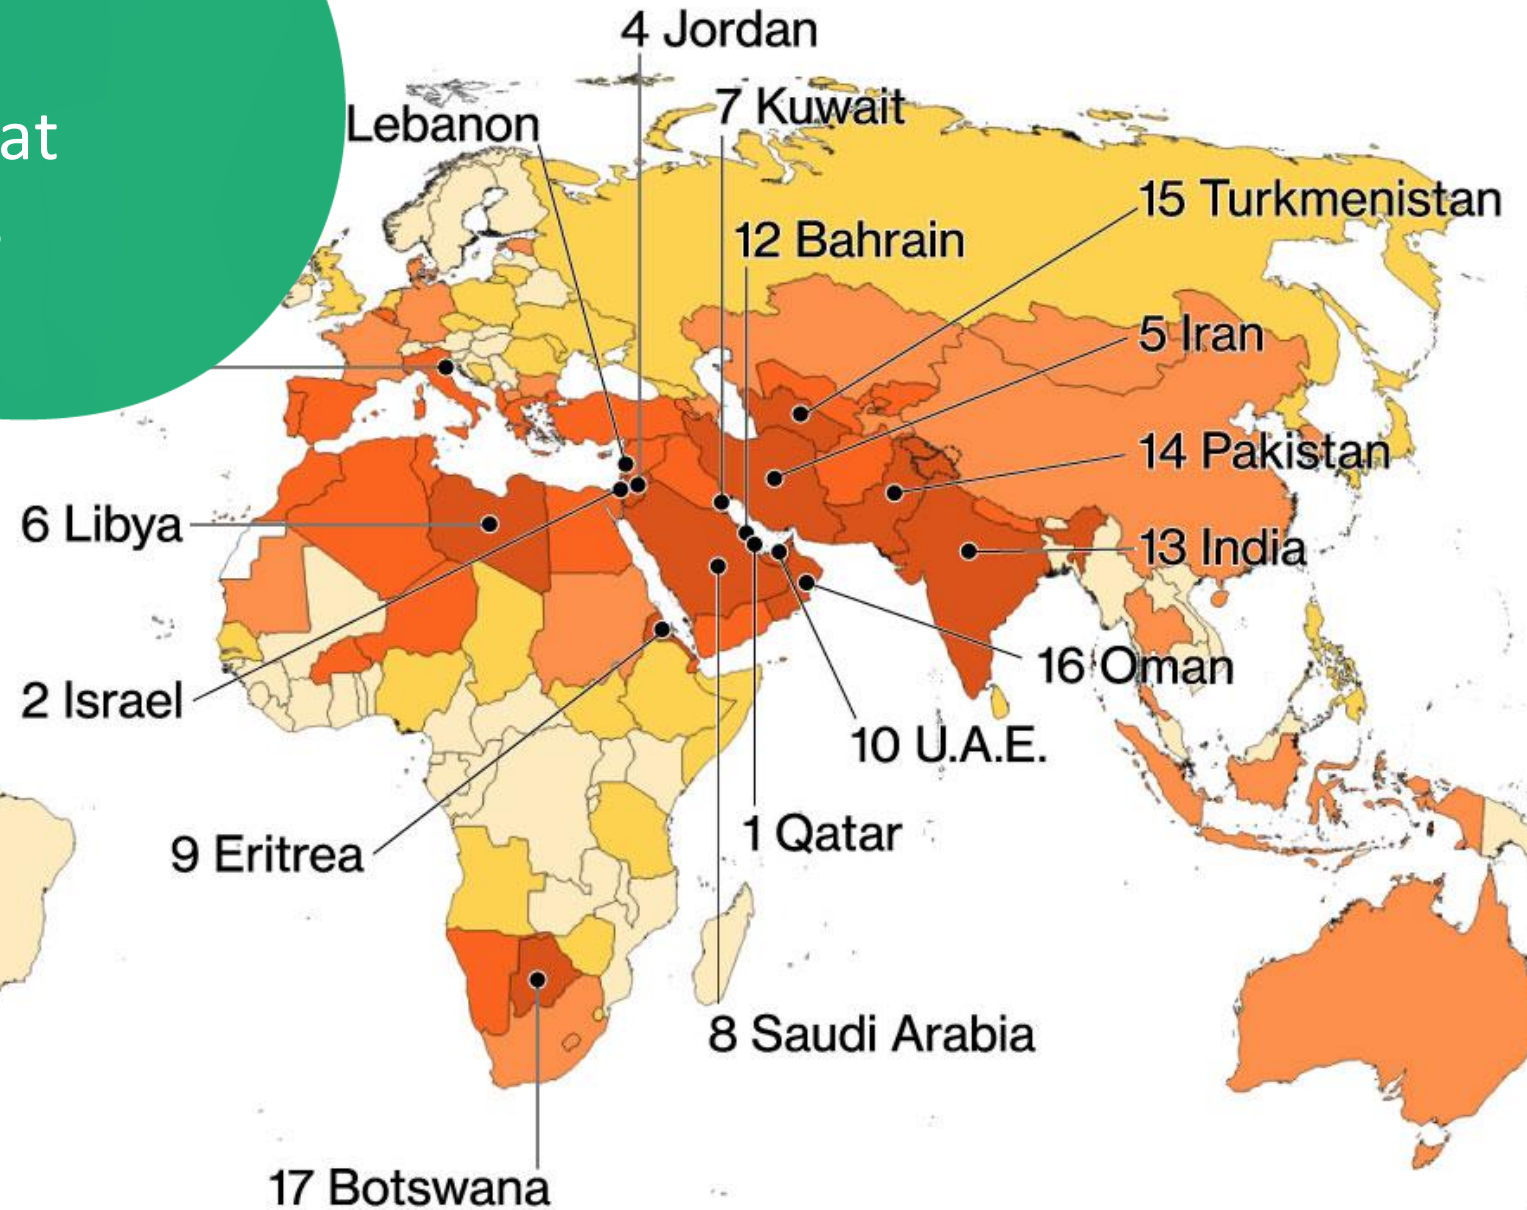 4 Jordan
at
Lebanon
7 Kuwait
15 Turkmenistan
12 Bahrain
5 Iran
14 Pakistan
6 Libya
13 India
16 Oman
2 Israel
10 U.A.E.
1 Qatar
9 Eritrea
8 Saudi Arabia
17 Botswana